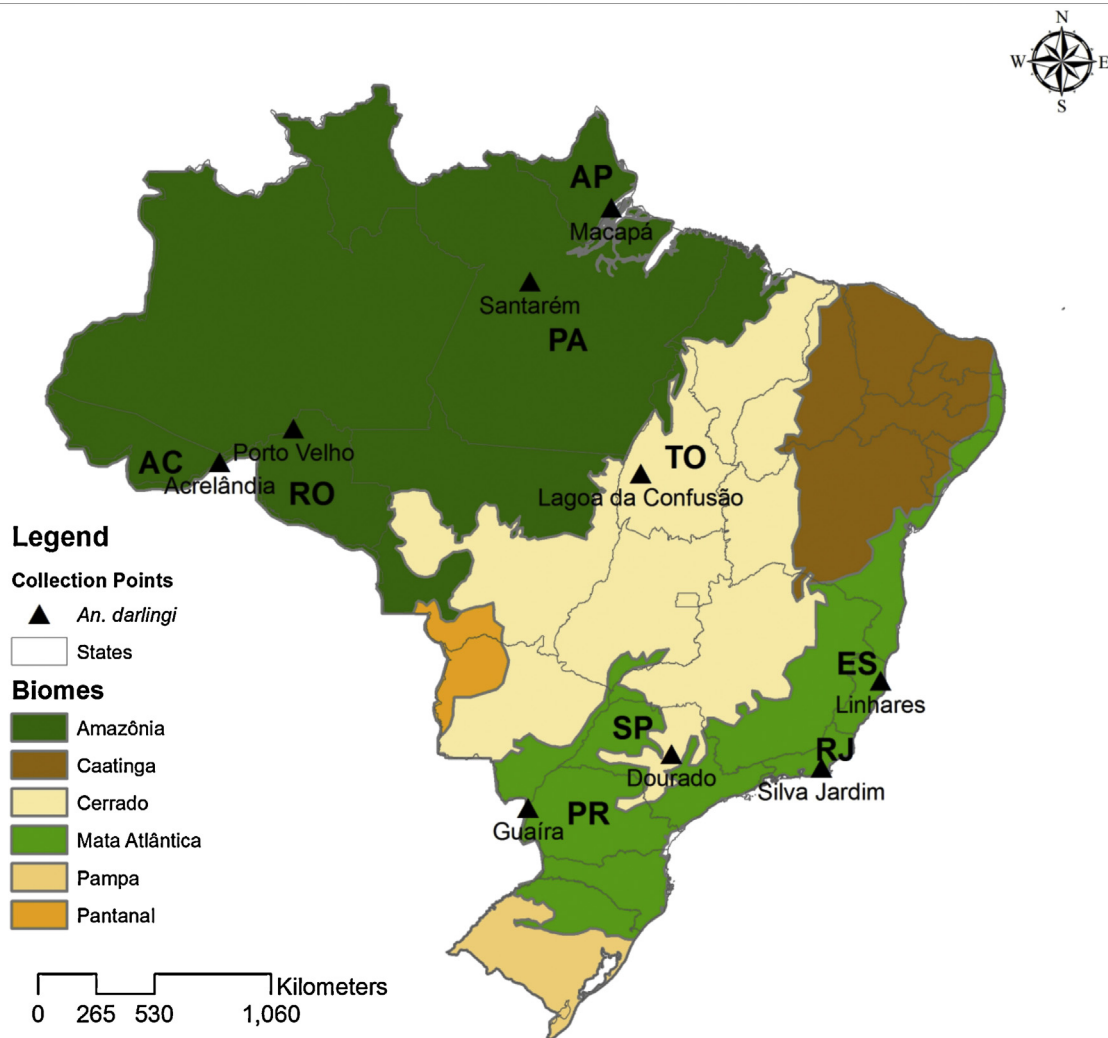 N
W E
S
AP
Macapá
Santarém
PA
Porto Velho
AC
Acrelândia
RO
TO
Lagoa da Confusão
Legend
Collection Points
An. darlingi
States
Biomes
Amazônia
Caatinga
Cerrado
Mata Atlântica
Pampa
Pantanal
ES
Linhares
SP
Dourado
RJ
Silva Jardim
PR
Guaíra
Kilometers
0 265 530 1,060